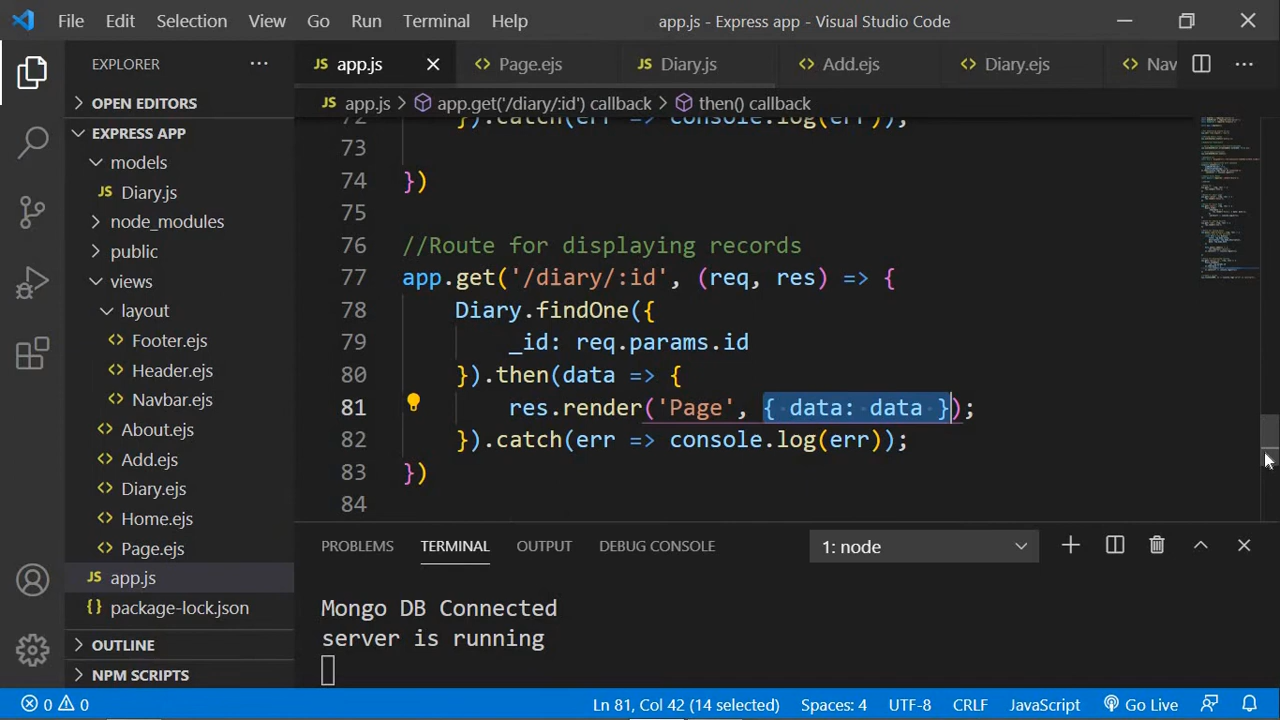 File Edit Selection View Go Run Terminal Help app.js - Express app - Visual Studio Code
EXPLORER
app.js Page.ejs Diary.js Add.ejs Diary.ejs Nav
OPEN EDITORS
app.js > app.get('/diary/:id') callback > then() callback
EXPRESS APP
models
Diary.js
node_modules
public
views
layout
Footer.ejs
Header.ejs
Navbar.ejs
About.ejs
Add.ejs
Diary.ejs
Home.ejs
Page.ejs
app.js
package-lock.json
OUTLINE
NPM SCRIPTS
72 }).catch(err => console.log(err));
73
74 })
75
76 //Route for displaying records
77 app.get('/diary/:id', (req, res) => {
78 Diary.findOne({
79 _id: req.params.id
80 }).then(data => {
81 res.render('Page', { data: data });
82 }).catch(err => console.log(err));
83 })
84
PROBLEMS TERMINAL OUTPUT DEBUG CONSOLE 1: node
Mongo DB Connected
server is running
0 0 Ln 81, Col 42 (14 selected) Spaces: 4 UTF-8 CRLF JavaScript Go Live